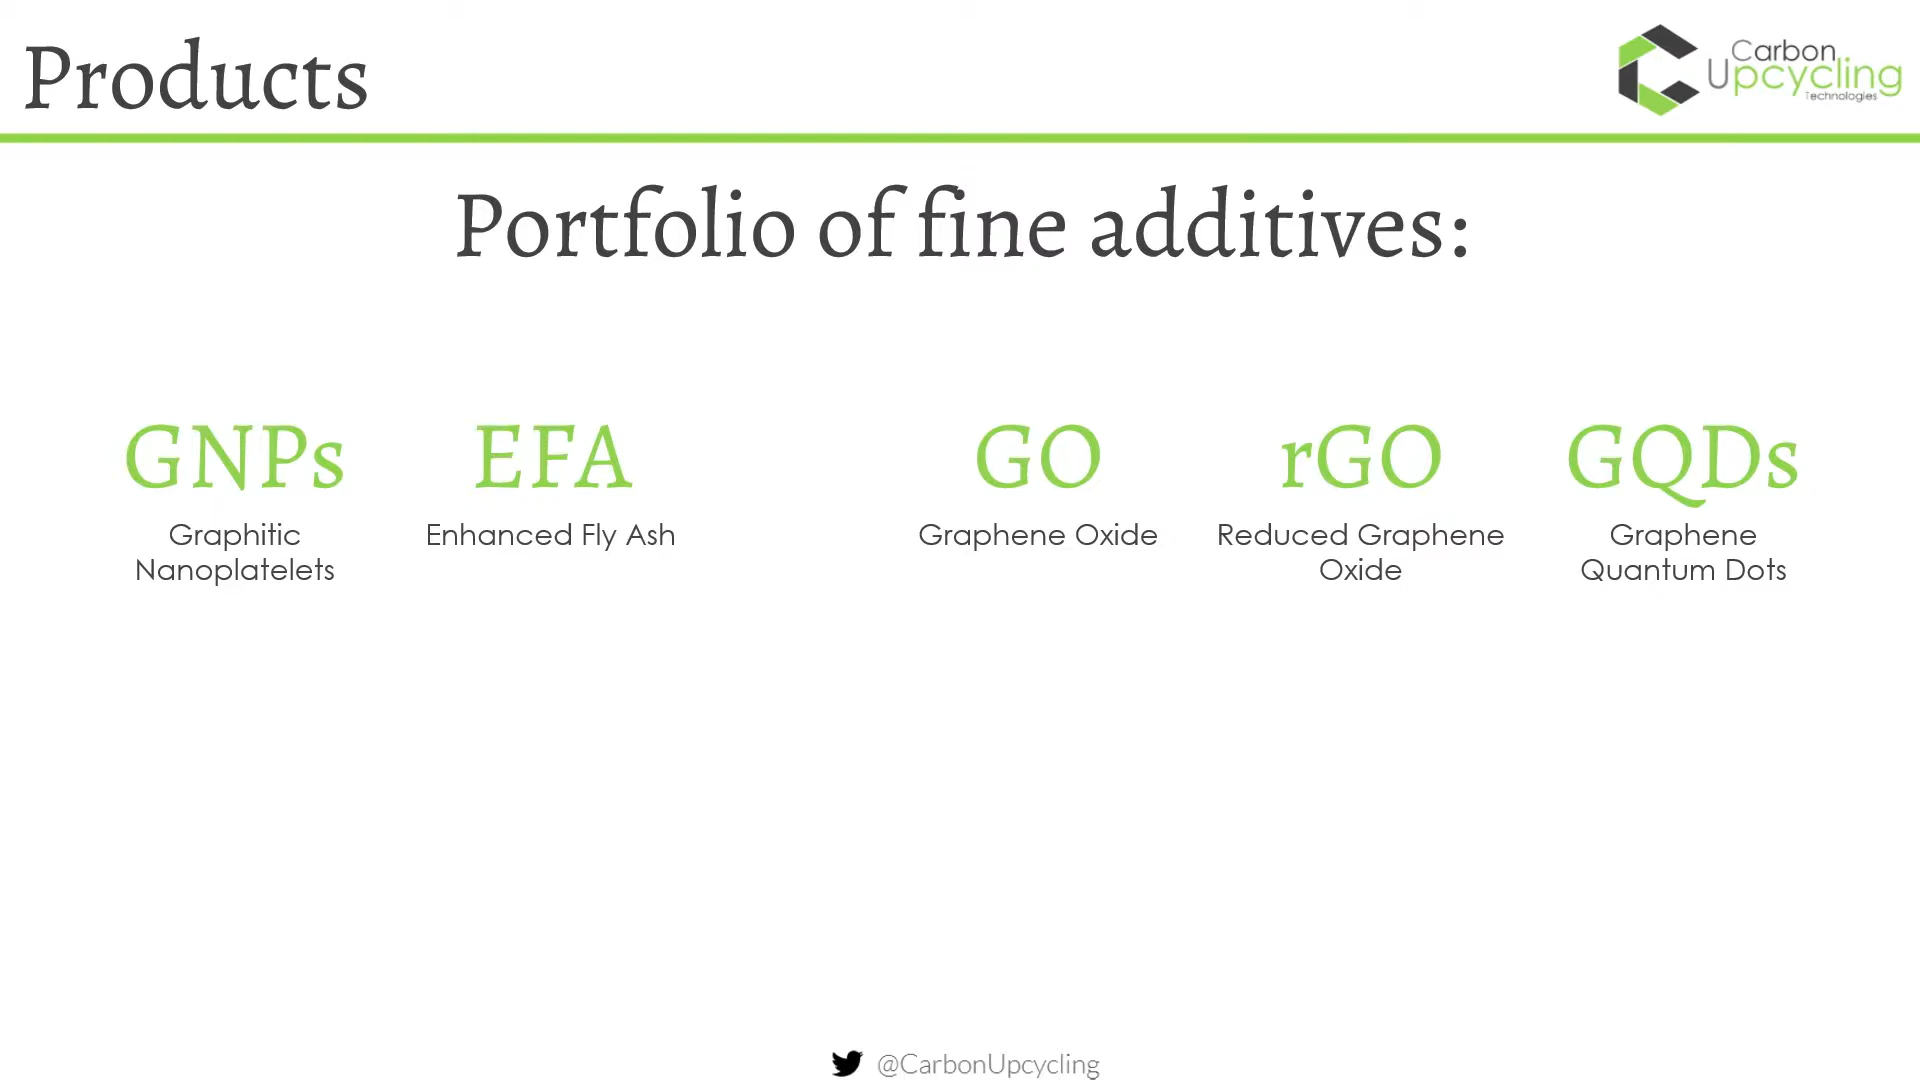 Products
Carbon
Upcycling
Technologies
Portfolio of fine additives:
GNPs
Graphitic
Nanoplatelets
EFA
Enhanced Fly Ash
GO
Graphene Oxide
rGO
Reduced Graphene
Oxide
GQDs
Graphene
Quantum Dots
@CarbonUpcycling